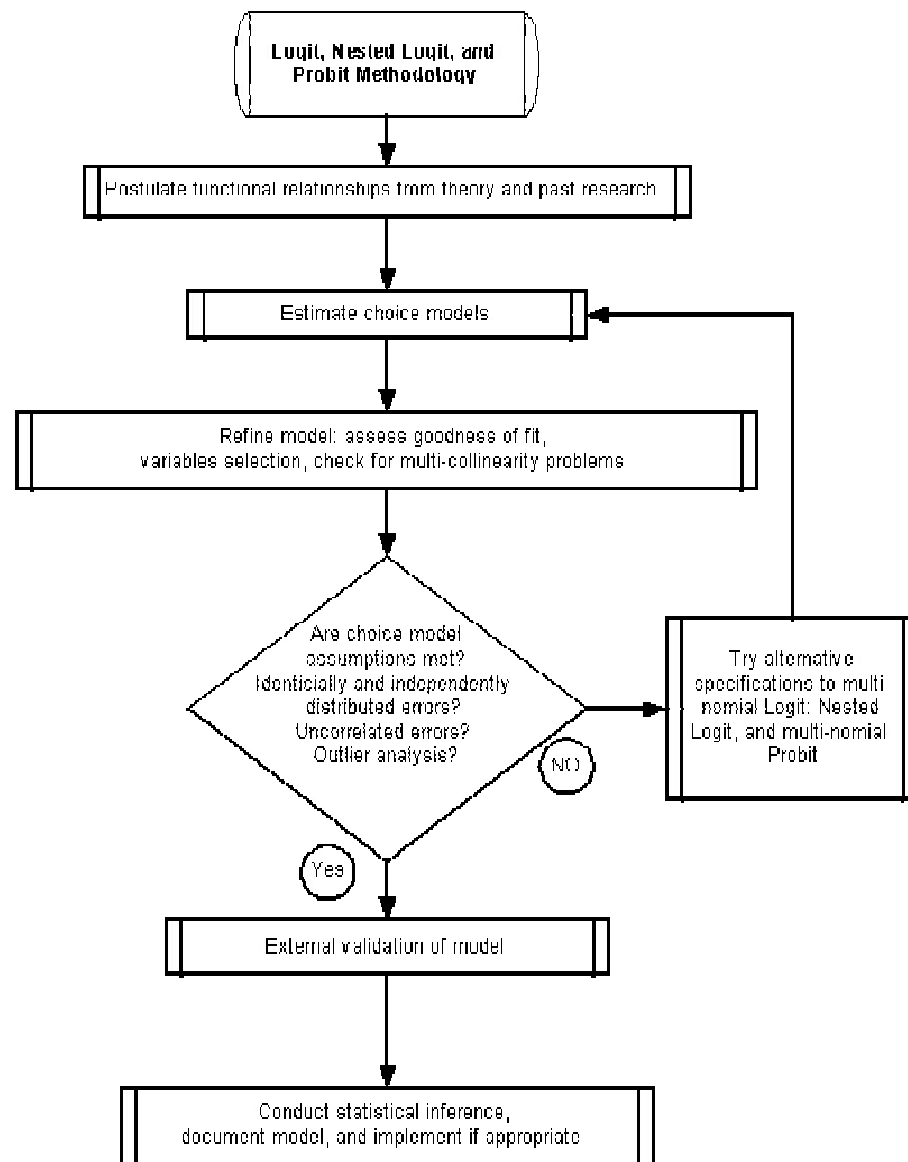 Logit, Nested Logit, and
Probit Methodology
Postulate functional relationships from theory and past research
Estimate choice models
Refine model: assess goodness of fit,
variables selection, check for multi-collinearity problems
Are choice model
assumptions met?
Identicially and independently
distributed errors?
Uncorrelated errors?
Outlier analysis?
NO
Try alternative
specifications to multi
nomial Logit: Nested
Logit, and multi-nomial
Probit
Yes
External validation of model
Conduct statistical inference,
document model, and implement if appropriate